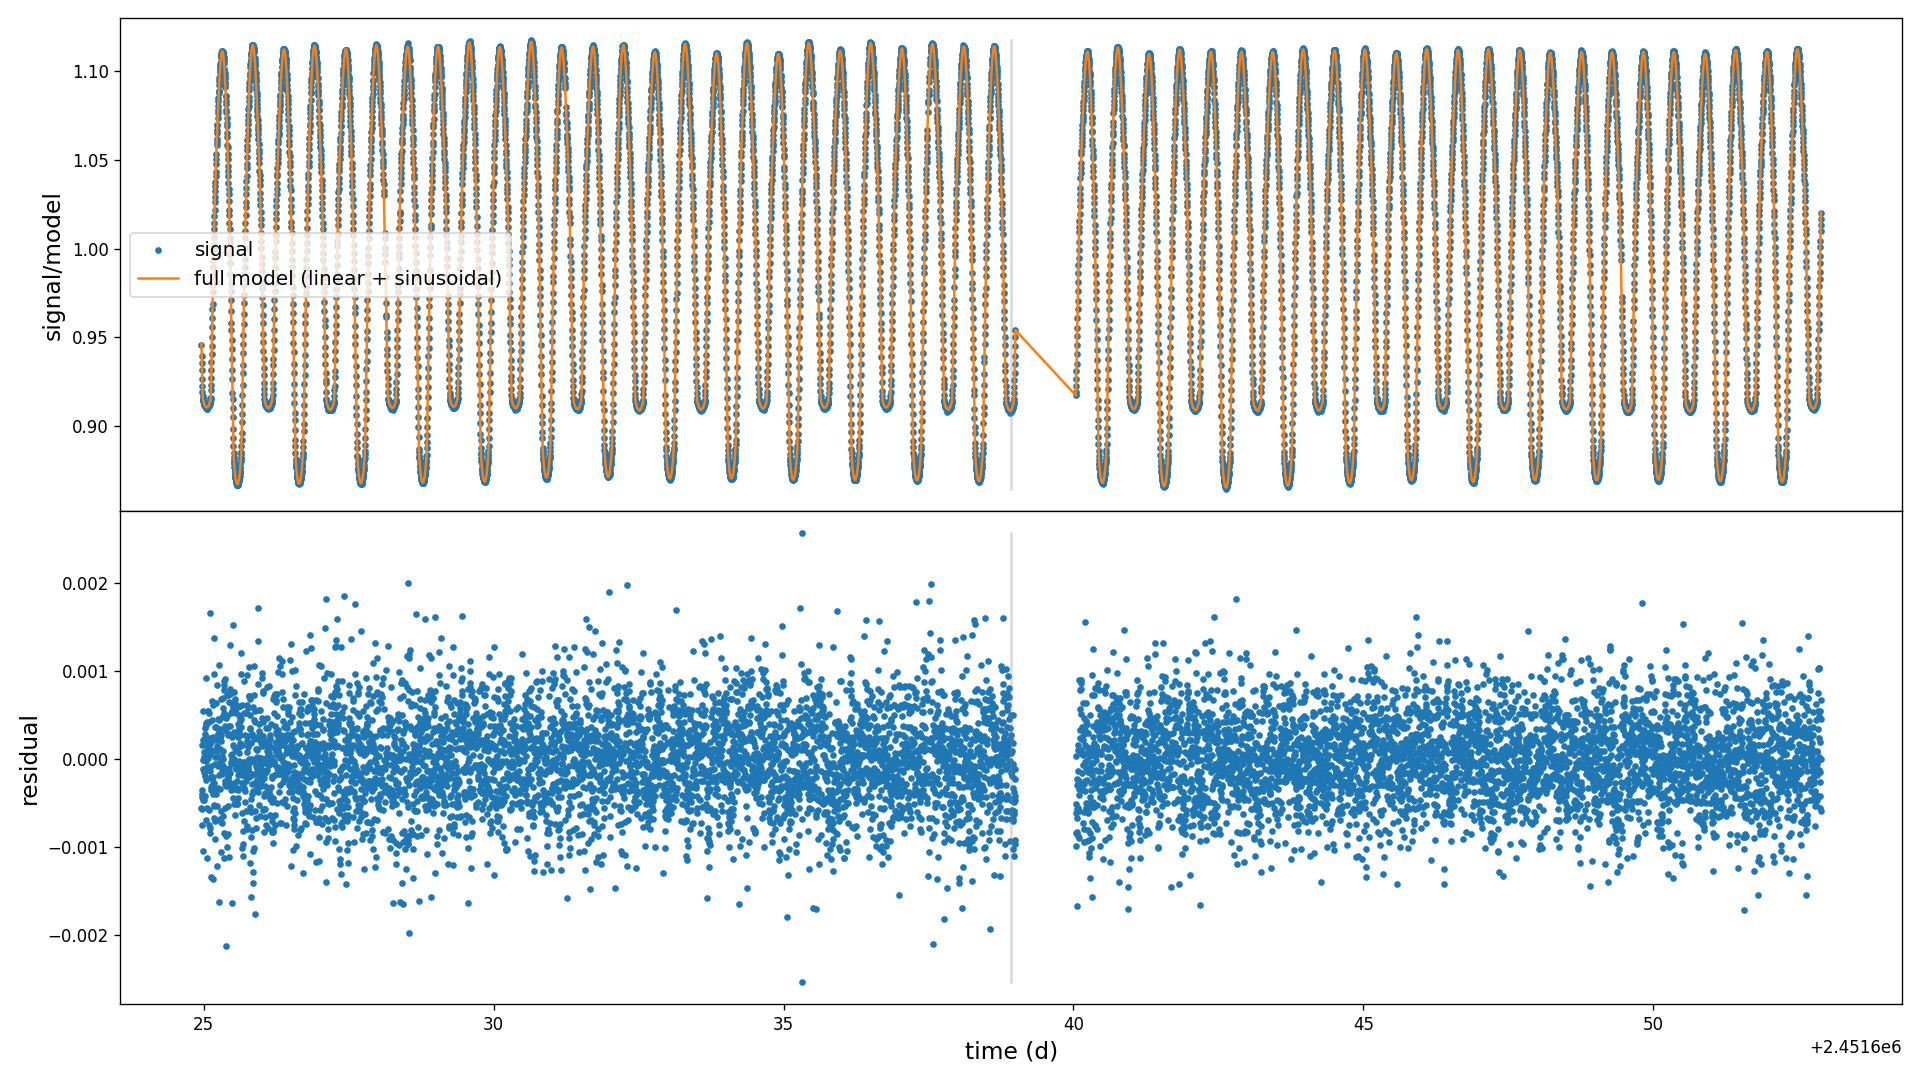 1.10
1.05
1.00
0.95
0.90
signal/model
signal
full model (linear + sinusoidal)
0.002
0.001
0.000
−0.001
−0.002
residual
25
30
35
40
45
50
time (d)
+2.4516e6